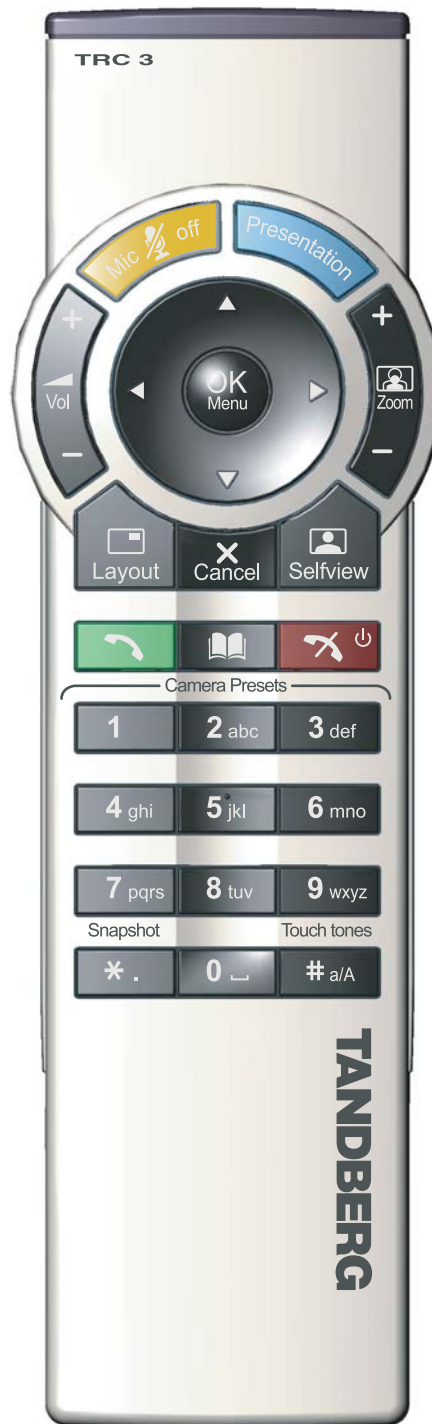 TRC 3
Mic off
Presentation
+
+
OK
Menu
Vol
Zoom
-
-
Layout
Cancel
Selfview
Camera Presets
1
2 abc
3 def
4 ghi
5 jkl
6 mno
7 pqrs
8 tuv
9 wxyz
Snapshot
Touch tones
* .
0 ⎵
# a/A
TANDBERG